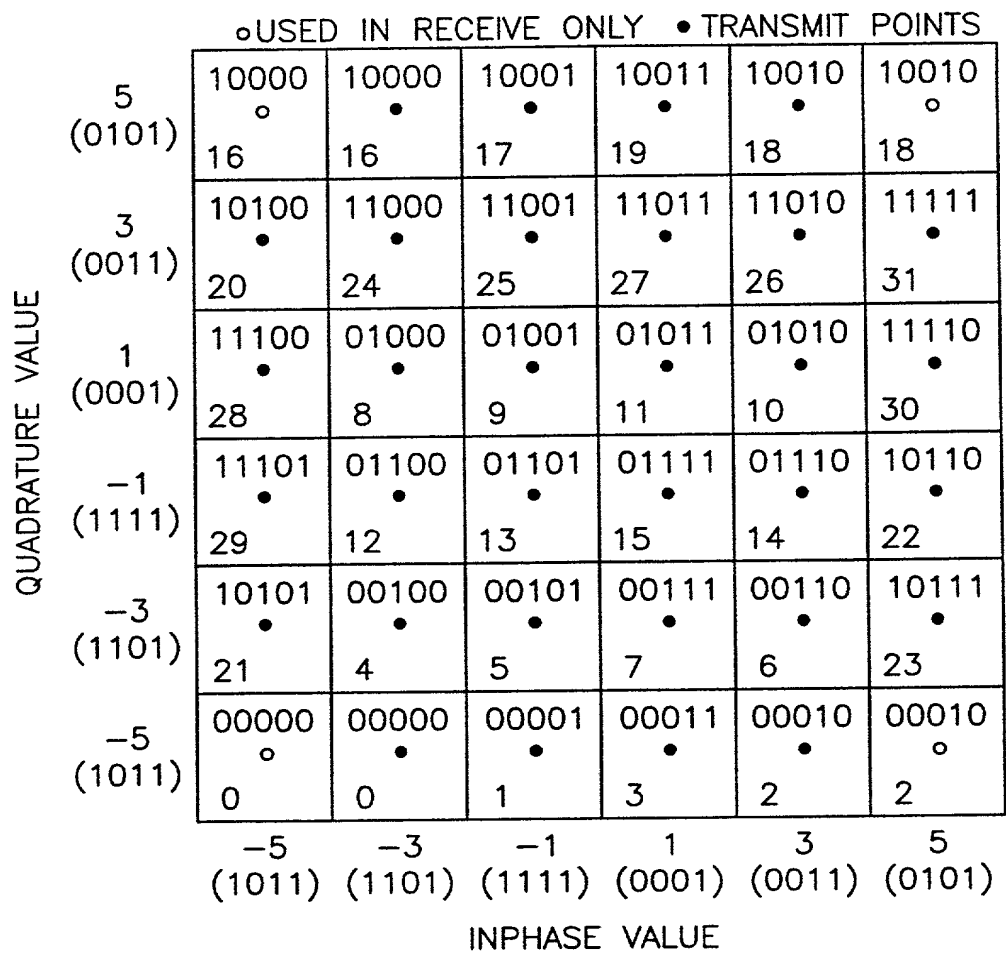 ○USED IN RECEIVE ONLY ●TRANSMIT POINTS
QUADRATURE VALUE
5
(0101)
10000 10000 10001 10011 10010 10010
16 16 17 19 18 18
3
(0011)
10100 11000 11001 11011 11010 11111
20 24 25 27 26 31
1
(0001)
11100 01000 01001 01011 01010 11110
28 8 9 11 10 30
−1
(1111)
11101 01100 01101 01111 01110 10110
29 12 13 15 14 22
−3
(1101)
10101 00100 00101 00111 00110 10111
21 4 5 7 6 23
−5
(1011)
00000 00000 00001 00011 00010 00010
0 0 1 3 2 2
−5 −3 −1 1 3 5
(1011) (1101) (1111) (0001) (0011) (0101)
INPHASE VALUE